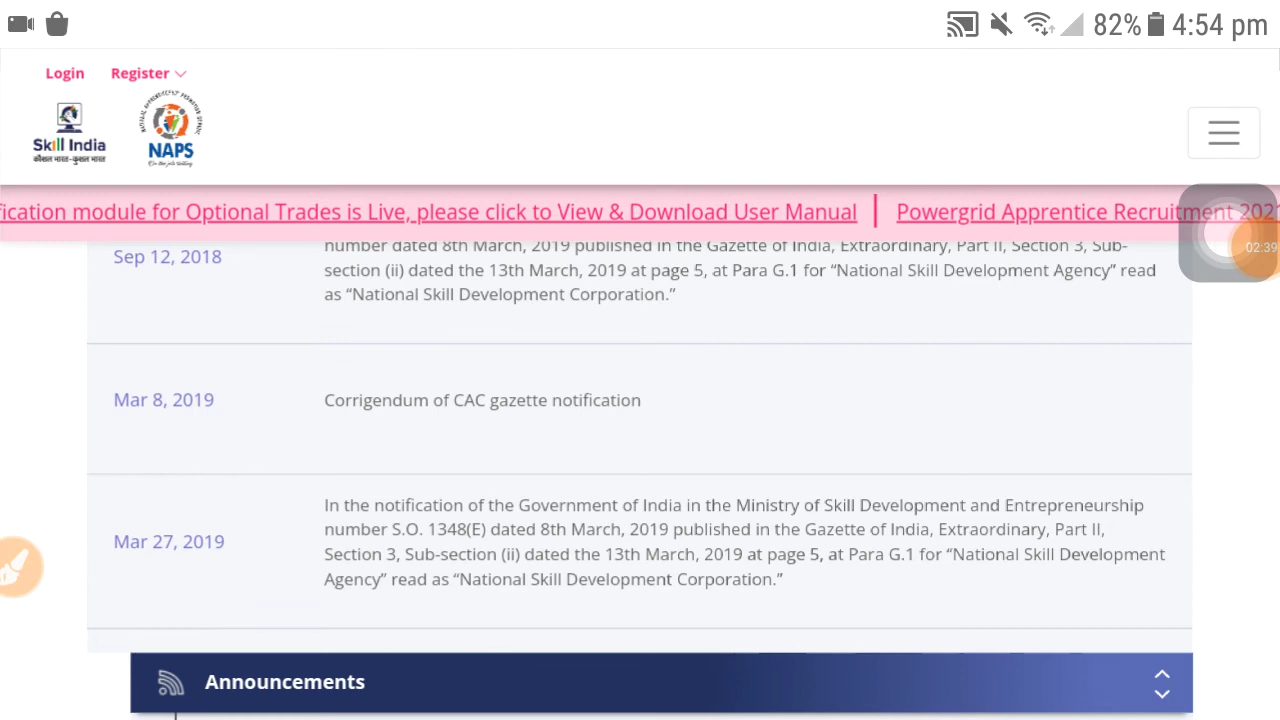 82% 4:54 pm
Login Register
Skill India
कौशल भारत-कुशल भारत
NAPS
fication module for Optional Trades is Live, please click to View & Download User Manual Powergrid Apprentice Recruitment 202
02:39
Sep 12, 2018
number dated 8th March, 2019 published in the Gazette of India, Extraordinary, Part II, Section 3, Sub-
section (ii) dated the 13th March, 2019 at page 5, at Para G.1 for “National Skill Development Agency” read
as “National Skill Development Corporation.”
Mar 8, 2019
Corrigendum of CAC gazette notification
Mar 27, 2019
In the notification of the Government of India in the Ministry of Skill Development and Entrepreneurship
number S.O. 1348(E) dated 8th March, 2019 published in the Gazette of India, Extraordinary, Part II,
Section 3, Sub-section (ii) dated the 13th March, 2019 at page 5, at Para G.1 for “National Skill Development
Agency” read as “National Skill Development Corporation.”
Announcements